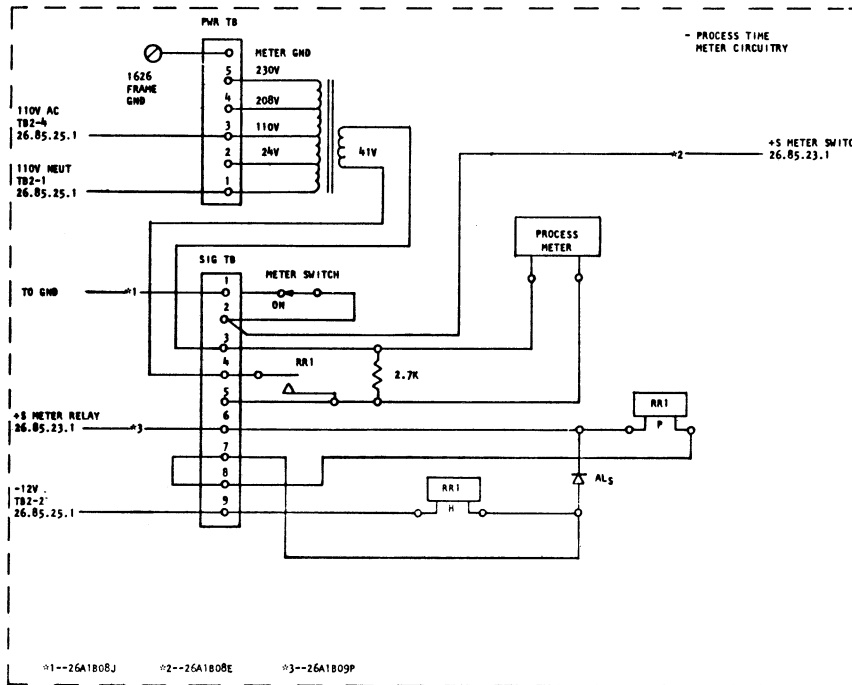 PWR TB
- PROCESS TIME
METER CIRCUITRY
METER GND
5 230V
1626
FRAME
GND
4 208V
110V AC
TB2-4
26.85.25.1
3 110V
41V
☆2
+S METER SWITC
26.85.23.1
2 24V
110V NEUT
TB2-1
26.85.25.1
1
PROCESS
METER
SIG TB
1
METER SWITCH
TO GND
☆1
ON
2
3
4
RR1
2.7K
5
+S METER RELAY
26.85.23.1
☆3
6
RR1
P
7
8
-12V
TB2-2
26.85.25.1
9
RR1
H
ALS
☆1--26A1B08J ☆2--26A1B08E ☆3--26A1B09P